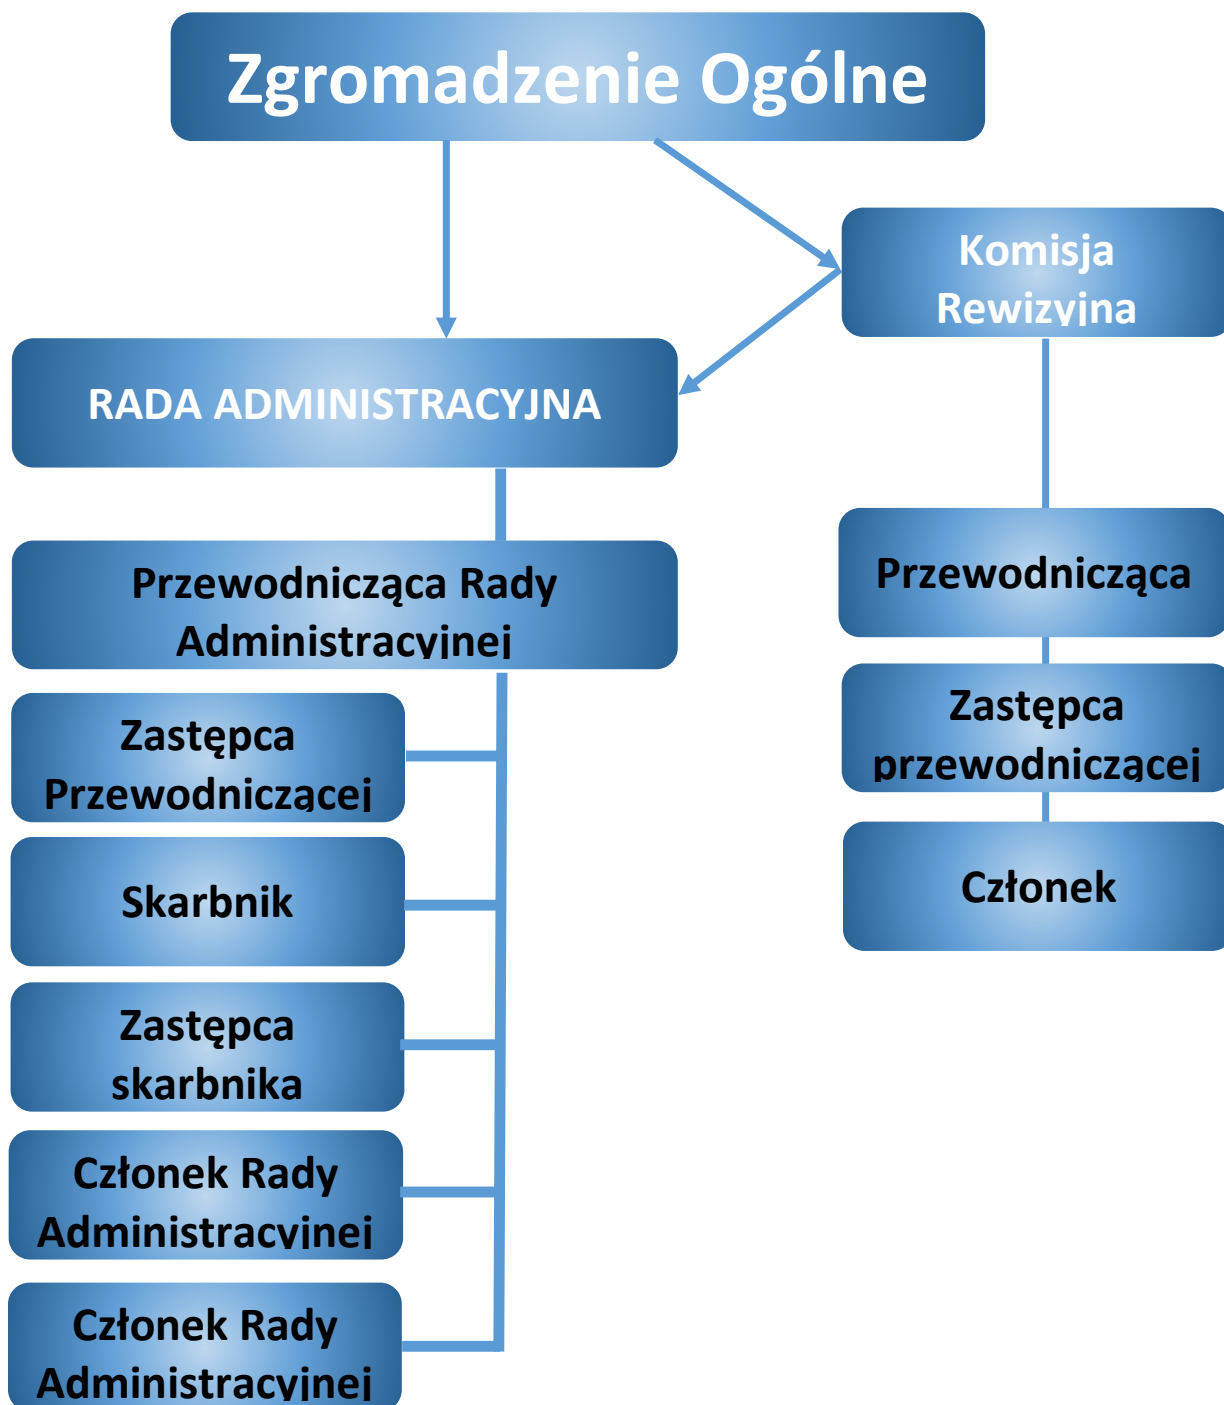 Zgromadzenie Ogólne
Komisja
Rewizyjna
RADA ADMINISTRACYJNA
Przewodnicząca Rady
Administracyjnej
Zastępca
Przewodniczącej
Skarbnik
Zastępca
skarbnika
Członek Rady
Administracyjnej
Członek Rady
Administracyjnej
Przewodnicząca
Zastępca
przewodniczącej
Członek